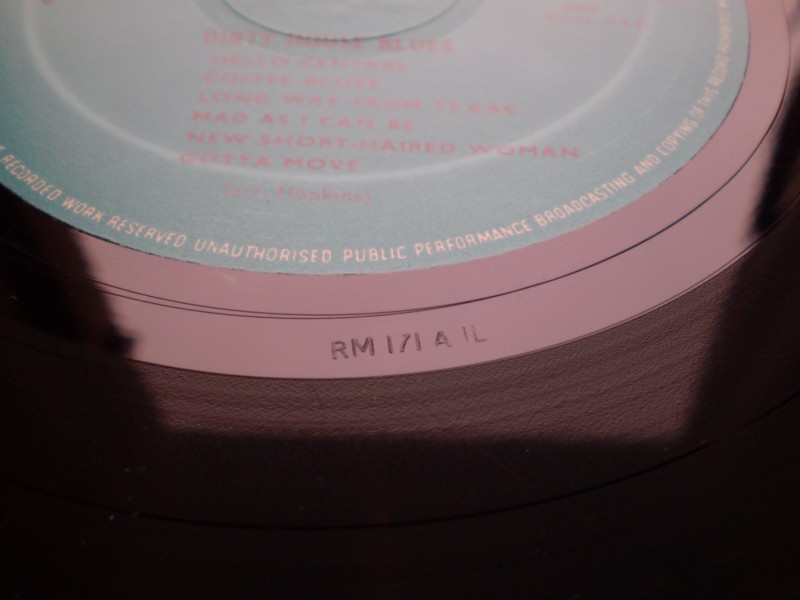 DIRTY HOUSE BLUES
HELLO CENTRAL
COFFEE BLUES
LONG WAY FROM TEXAS
MAD AS I CAN BE
NEW SHORT-HAIRED WOMAN
GOTTA MOVE
(arr. Hopkins)
RECORDED WORK RESERVED UNAUTHORISED PUBLIC PERFORMANCE BROADCASTING AND COPYING OF THIS RECORD
RM 171 A 1L